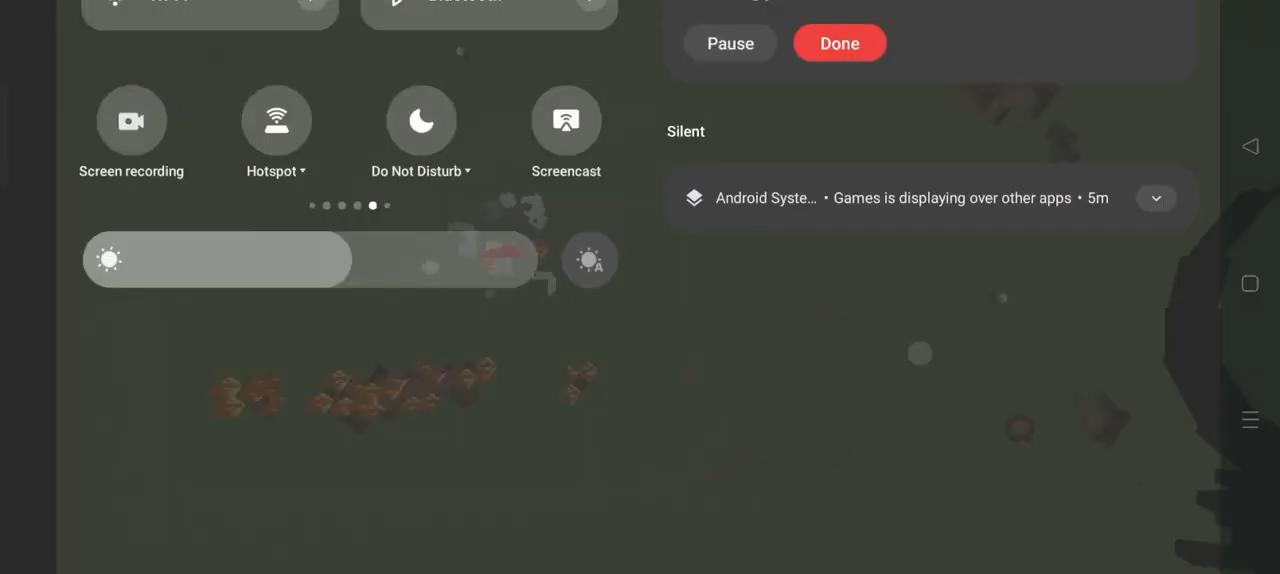 Pause
Done
Screen recording
Hotspot
Do Not Disturb
Screencast
Silent
Android Syste... • Games is displaying over other apps • 5m
A